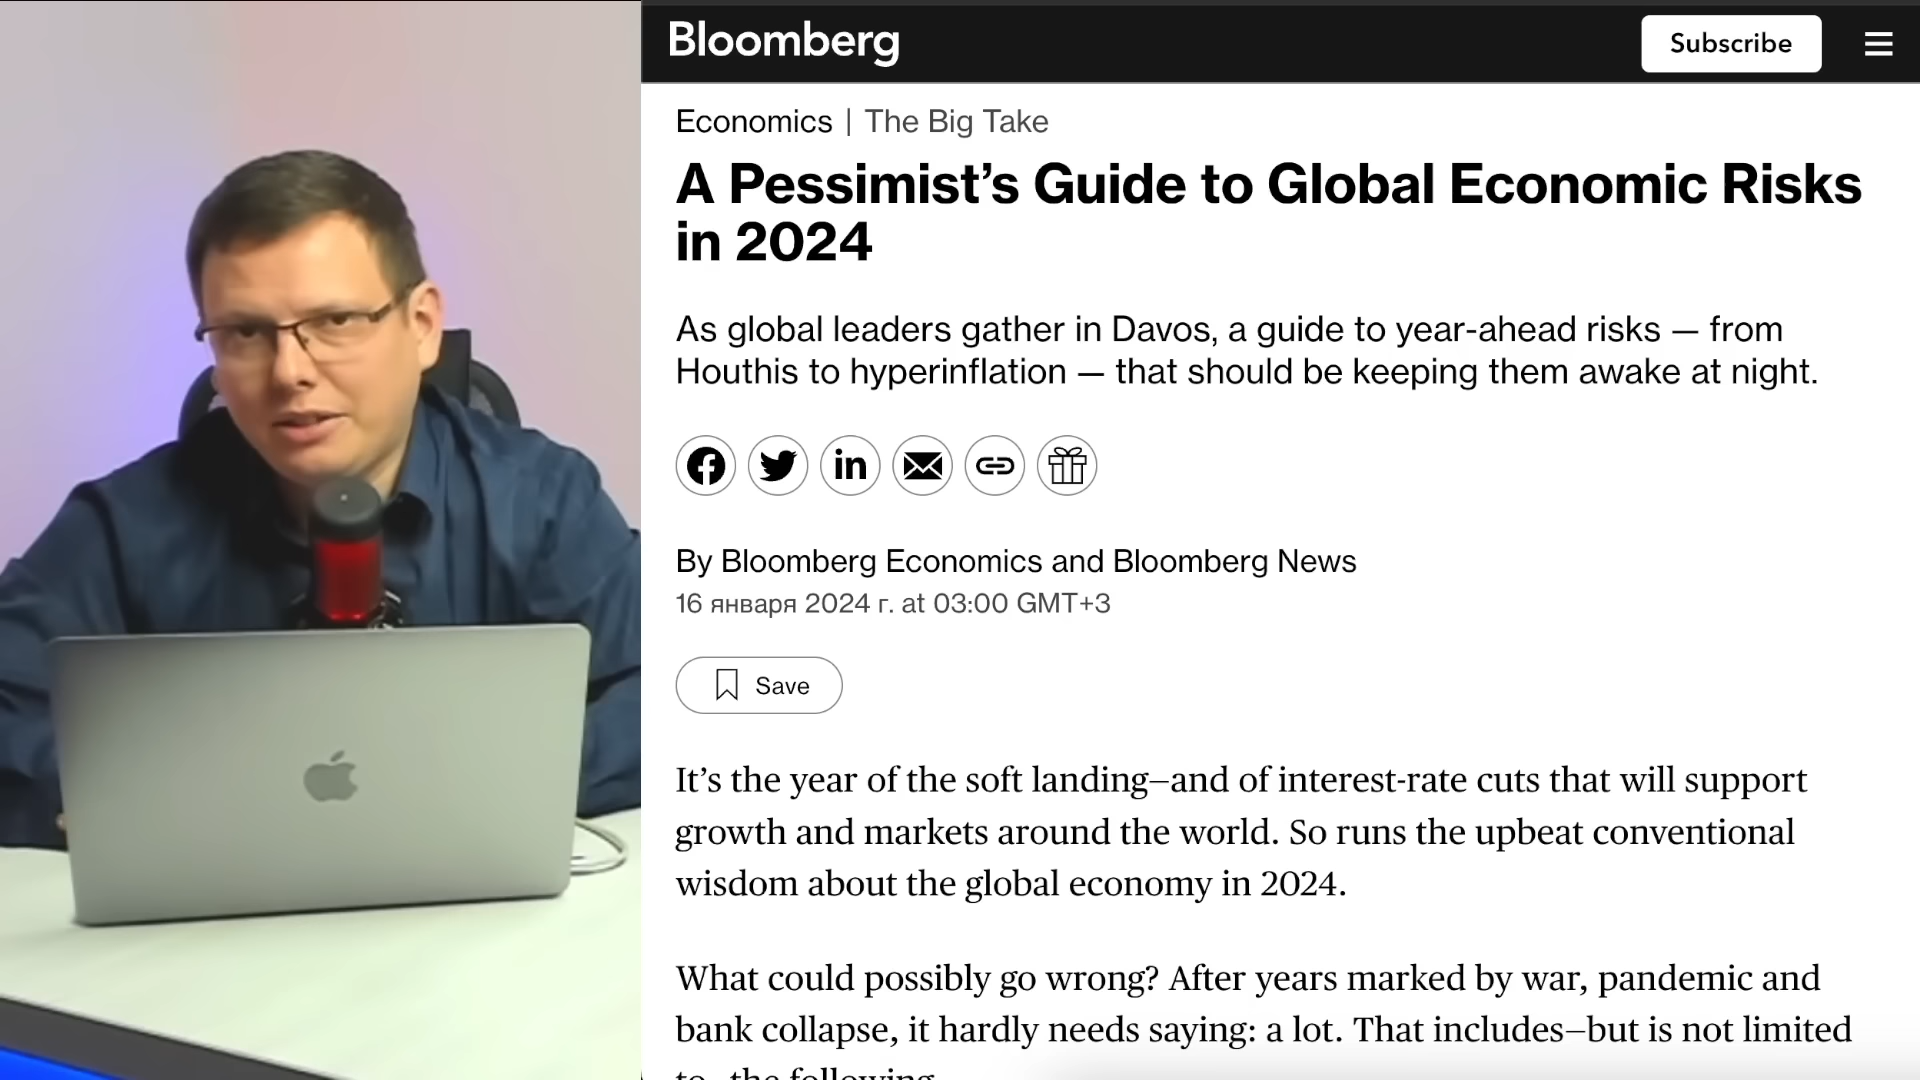 Bloomberg
Subscribe
Economics | The Big Take
A Pessimist’s Guide to Global Economic Risks
in 2024
As global leaders gather in Davos, a guide to year-ahead risks — from
Houthis to hyperinflation — that should be keeping them awake at night.
By Bloomberg Economics and Bloomberg News
16 января 2024 г. at 03:00 GMT+3
Save
It’s the year of the soft landing—and of interest-rate cuts that will support
growth and markets around the world. So runs the upbeat conventional
wisdom about the global economy in 2024.
What could possibly go wrong? After years marked by war, pandemic and
bank collapse, it hardly needs saying: a lot. That includes—but is not limited
to—the following